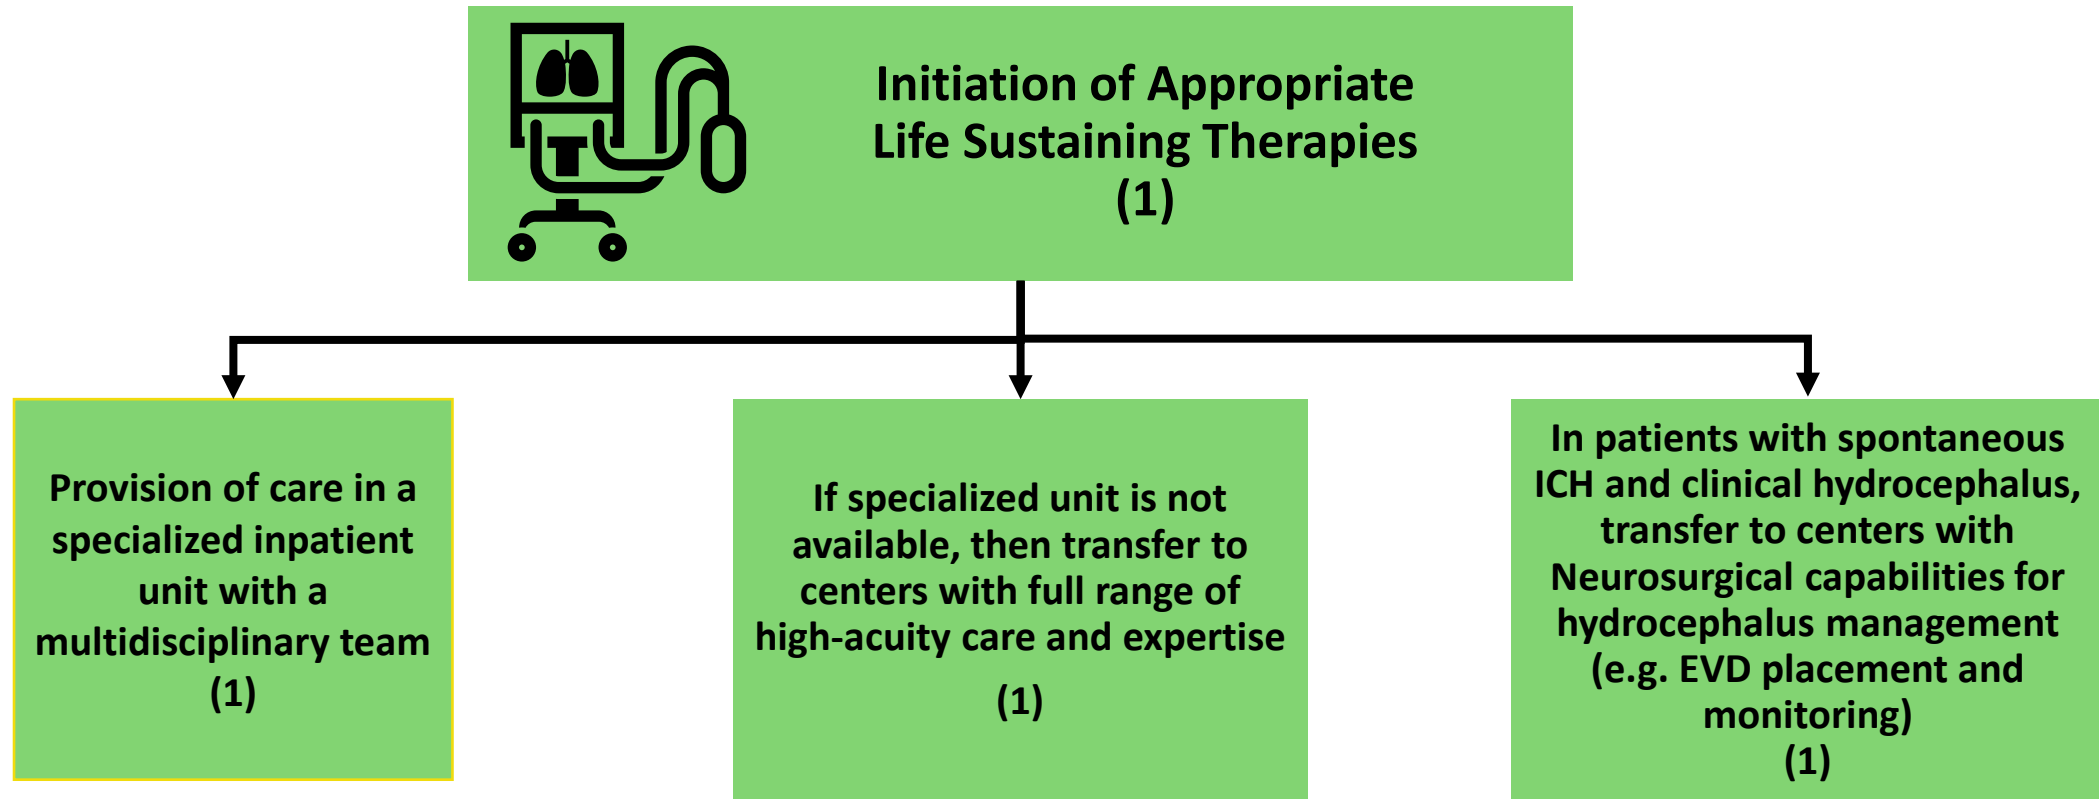 Initiation of Appropriate
Life Sustaining Therapies
(1)
Provision of care in a
specialized inpatient
unit with a
multidisciplinary team
(1)
If specialized unit is not
available, then transfer to
centers with full range of
high-acuity care and expertise
(1)
In patients with spontaneous
ICH and clinical hydrocephalus,
transfer to centers with
Neurosurgical capabilities for
hydrocephalus management
(e.g. EVD placement and
monitoring)
(1)